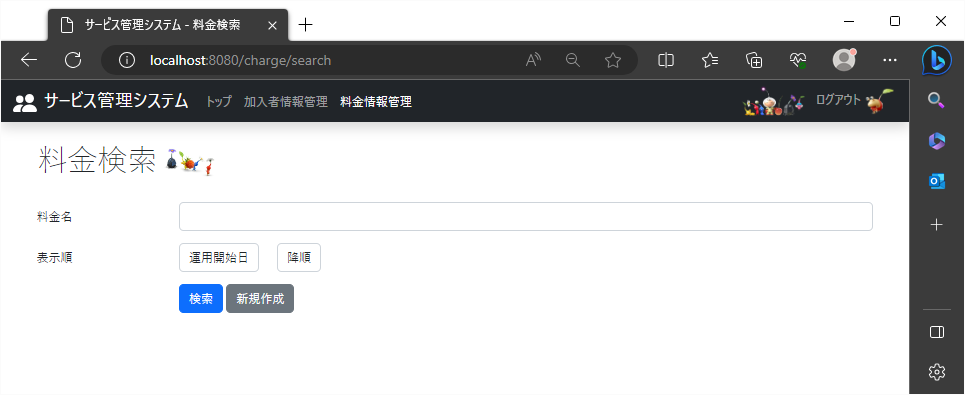 サービス管理システム - 料金検索
localhost:8080/charge/search
サービス管理システム トップ 加入者情報管理 料金情報管理 ログアウト
料金検索
料金名
表示順 運用開始日 降順
検索 新規作成